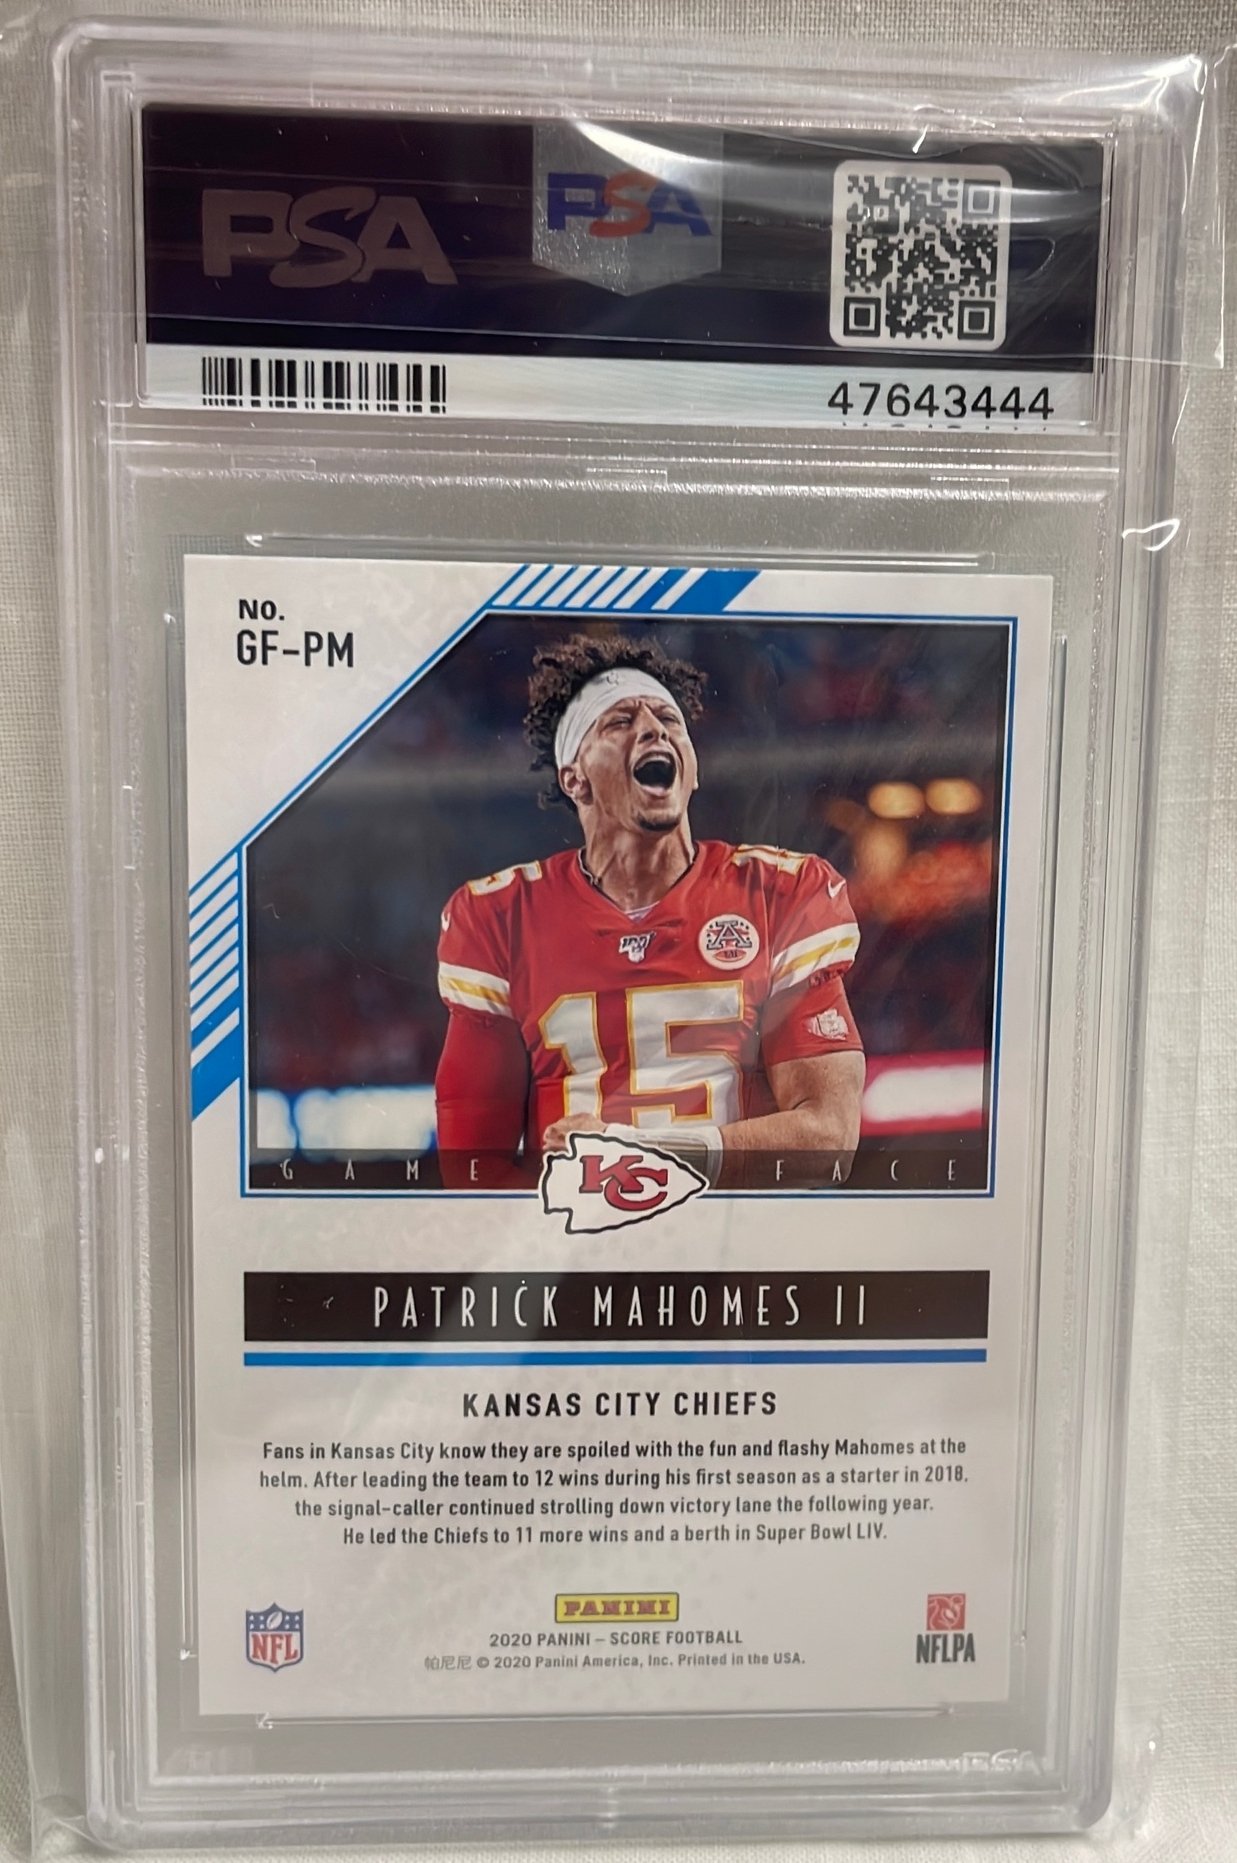 PSA
PSA
47643444
NO.
GF-PM
15
15
100
A
15
GAME FACE
KC
PATRICK MAHOMES II
KANSAS CITY CHIEFS
Fans in Kansas City know they are spoiled with the fun and flashy Mahomes at the
helm. After leading the team to 12 wins during his first season as a starter in 2018,
the signal-caller continued strolling down victory lane the following year.
He led the Chiefs to 11 more wins and a berth in Super Bowl LIV.
NFL
PANINI
2020 PANINI – SCORE FOOTBALL
帕尼尼 © 2020 Panini America, Inc. Printed in the USA.
NFLPA
PSA